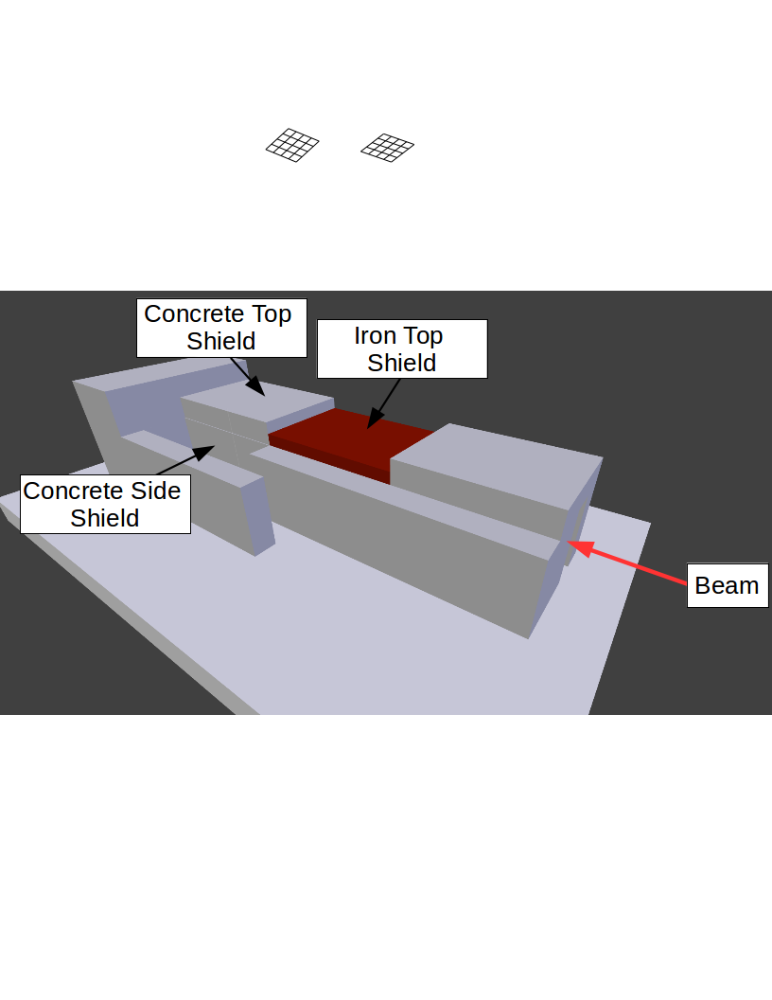 Concrete Top
Shield
Iron Top
Shield
Concrete Side
Shield
Beam